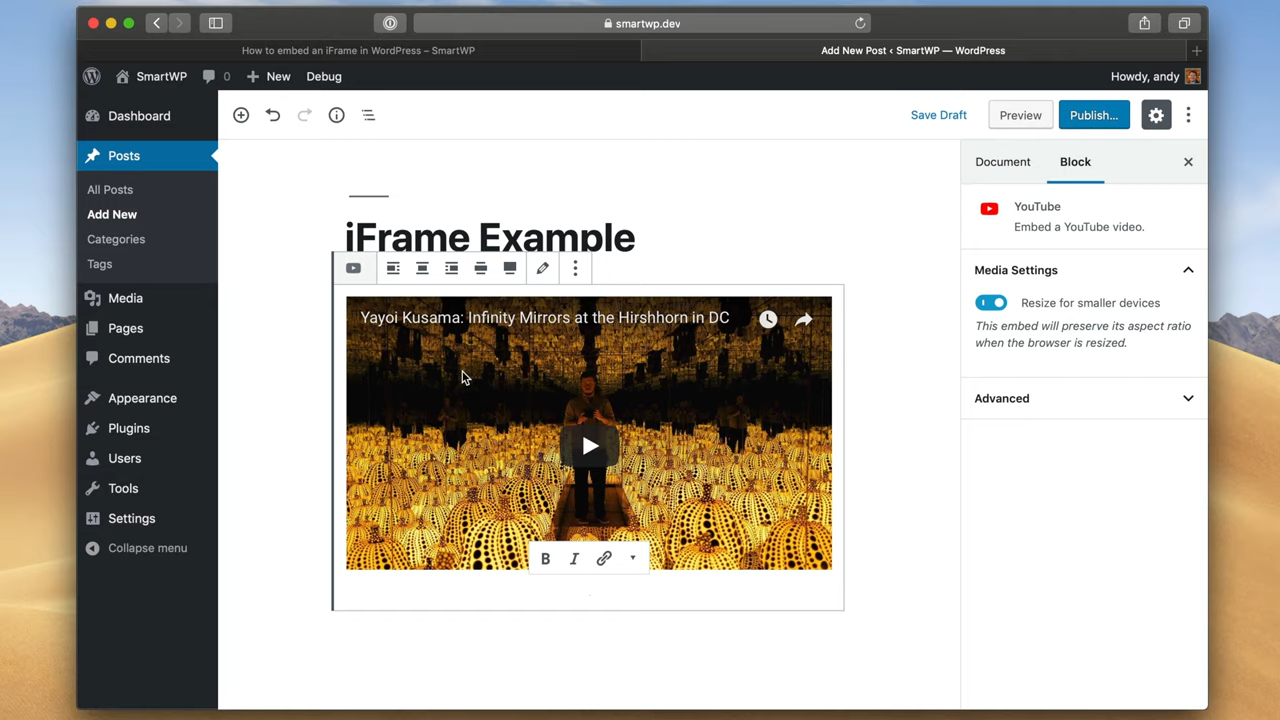 smartwp.dev
How to embed an iFrame in WordPress – SmartWP
Add New Post ‹ SmartWP — WordPress
SmartWP
0
New
Debug
Howdy, andy
Dashboard
Posts
All Posts
Add New
Categories
Tags
Media
Pages
Comments
Appearance
Plugins
Users
Tools
Settings
Collapse menu
Save Draft
Preview
Publish...
iFrame Example
Yayoi Kusama: Infinity Mirrors at the Hirshhorn in DC
B
I
Document
Block
YouTube
Embed a YouTube video.
Media Settings
Resize for smaller devices
This embed will preserve its aspect ratio
when the browser is resized.
Advanced